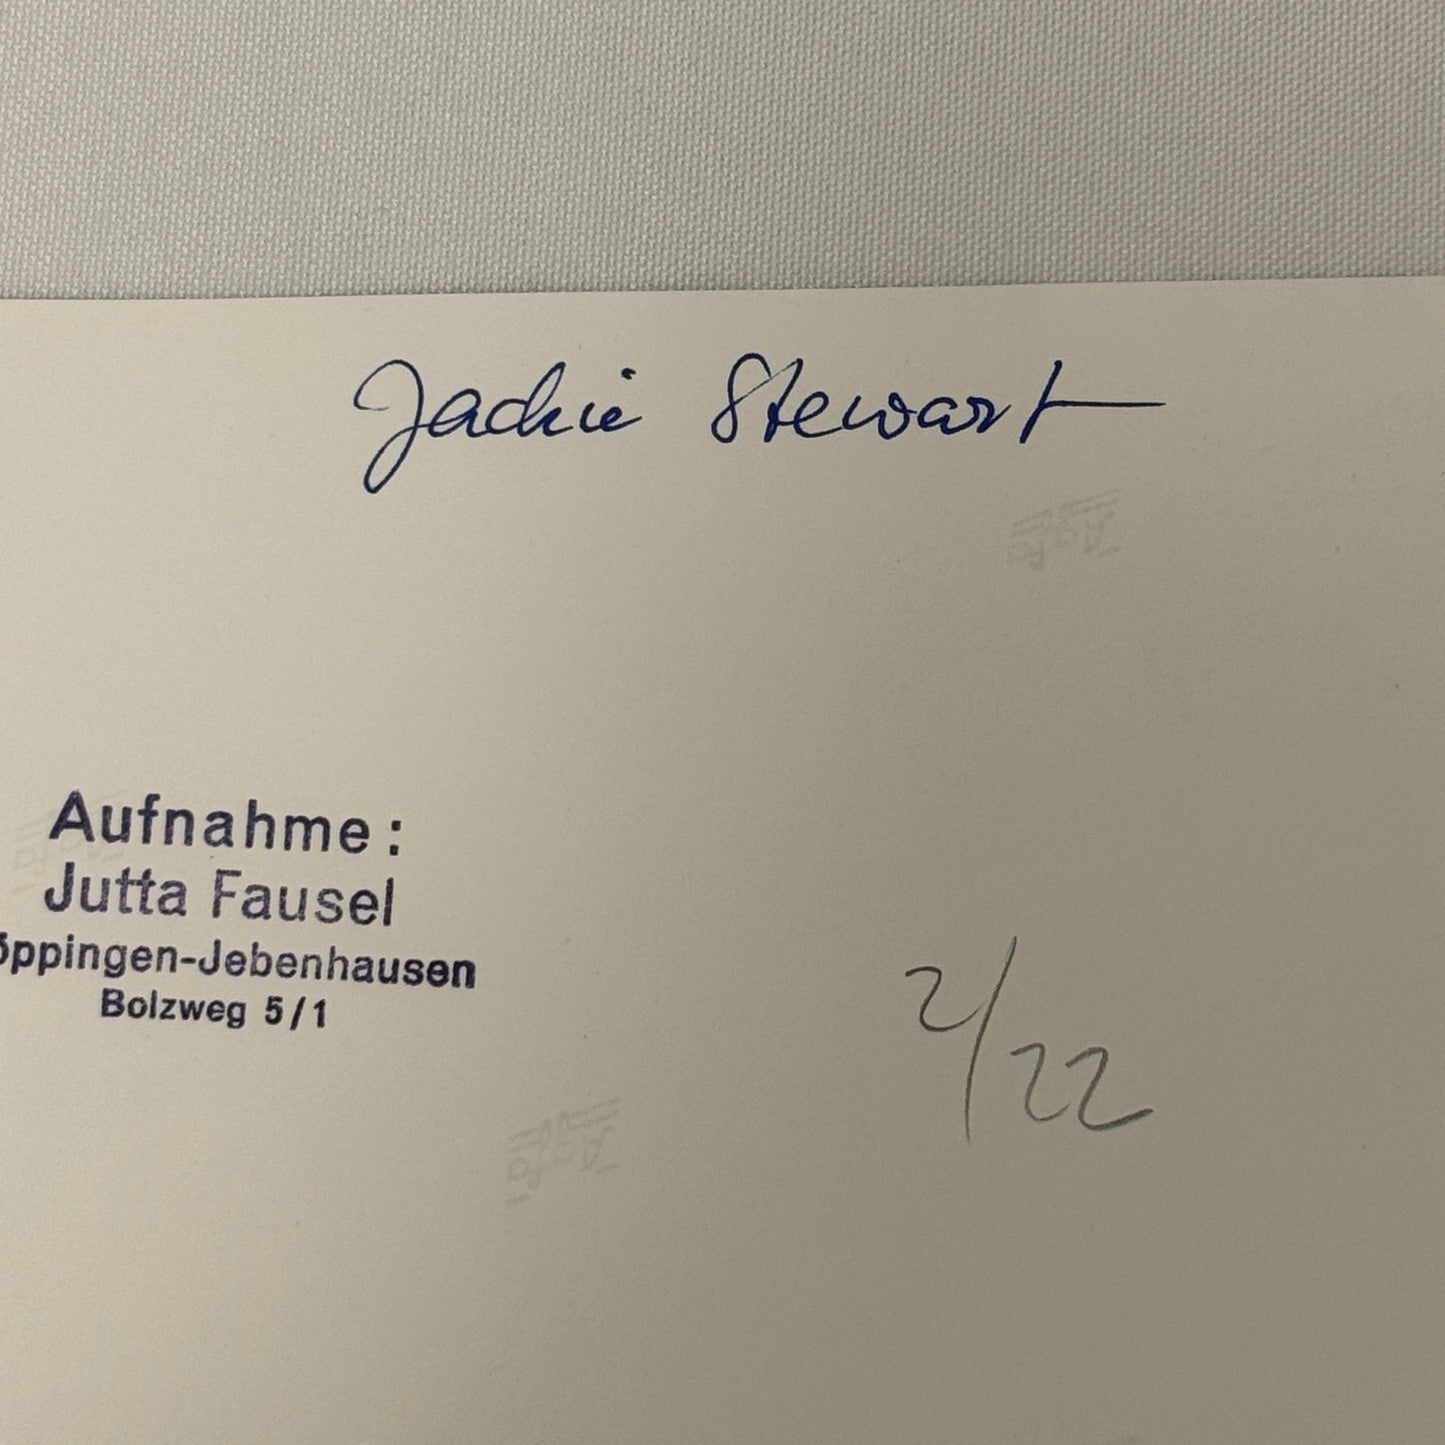 Jackie Stewart
Aufnahme:
Jutta Fausel
öppingen-Jebenhausen
Bolzweg 5/1
2/22